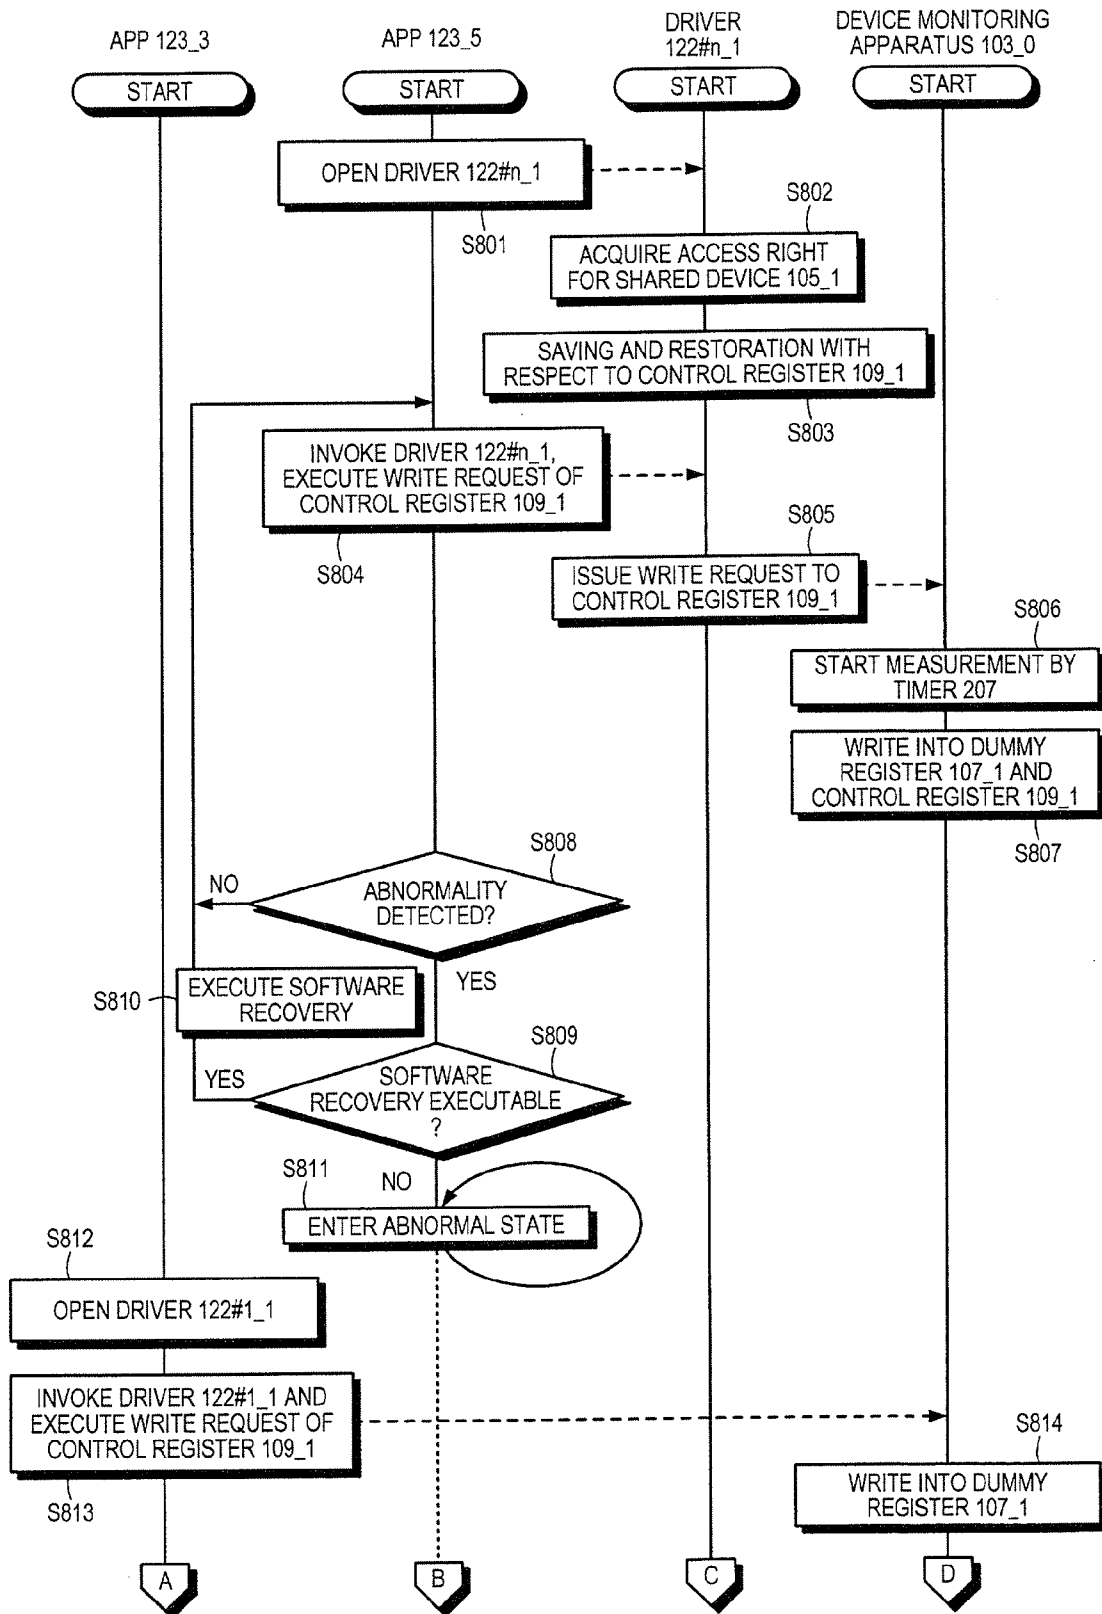 APP 123_3
APP 123_5
DRIVER
122#n_1
DEVICE MONITORING
APPARATUS 103_0
START
START
START
START
OPEN DRIVER 122#n_1
S801
S802
ACQUIRE ACCESS RIGHT
FOR SHARED DEVICE 105_1
SAVING AND RESTORATION WITH
RESPECT TO CONTROL REGISTER 109_1
S803
INVOKE DRIVER 122#n_1,
EXECUTE WRITE REQUEST OF
CONTROL REGISTER 109_1
S804
S805
ISSUE WRITE REQUEST TO
CONTROL REGISTER 109_1
S806
START MEASUREMENT BY
TIMER 207
WRITE INTO DUMMY
REGISTER 107_1 AND
CONTROL REGISTER 109_1
S807
S808
NO
ABNORMALITY
DETECTED?
YES
S810
EXECUTE SOFTWARE
RECOVERY
S809
YES
SOFTWARE
RECOVERY EXECUTABLE
?
NO
S811
ENTER ABNORMAL STATE
S812
OPEN DRIVER 122#1_1
INVOKE DRIVER 122#1_1 AND
EXECUTE WRITE REQUEST OF
CONTROL REGISTER 109_1
S813
S814
WRITE INTO DUMMY
REGISTER 107_1
A
B
C
D